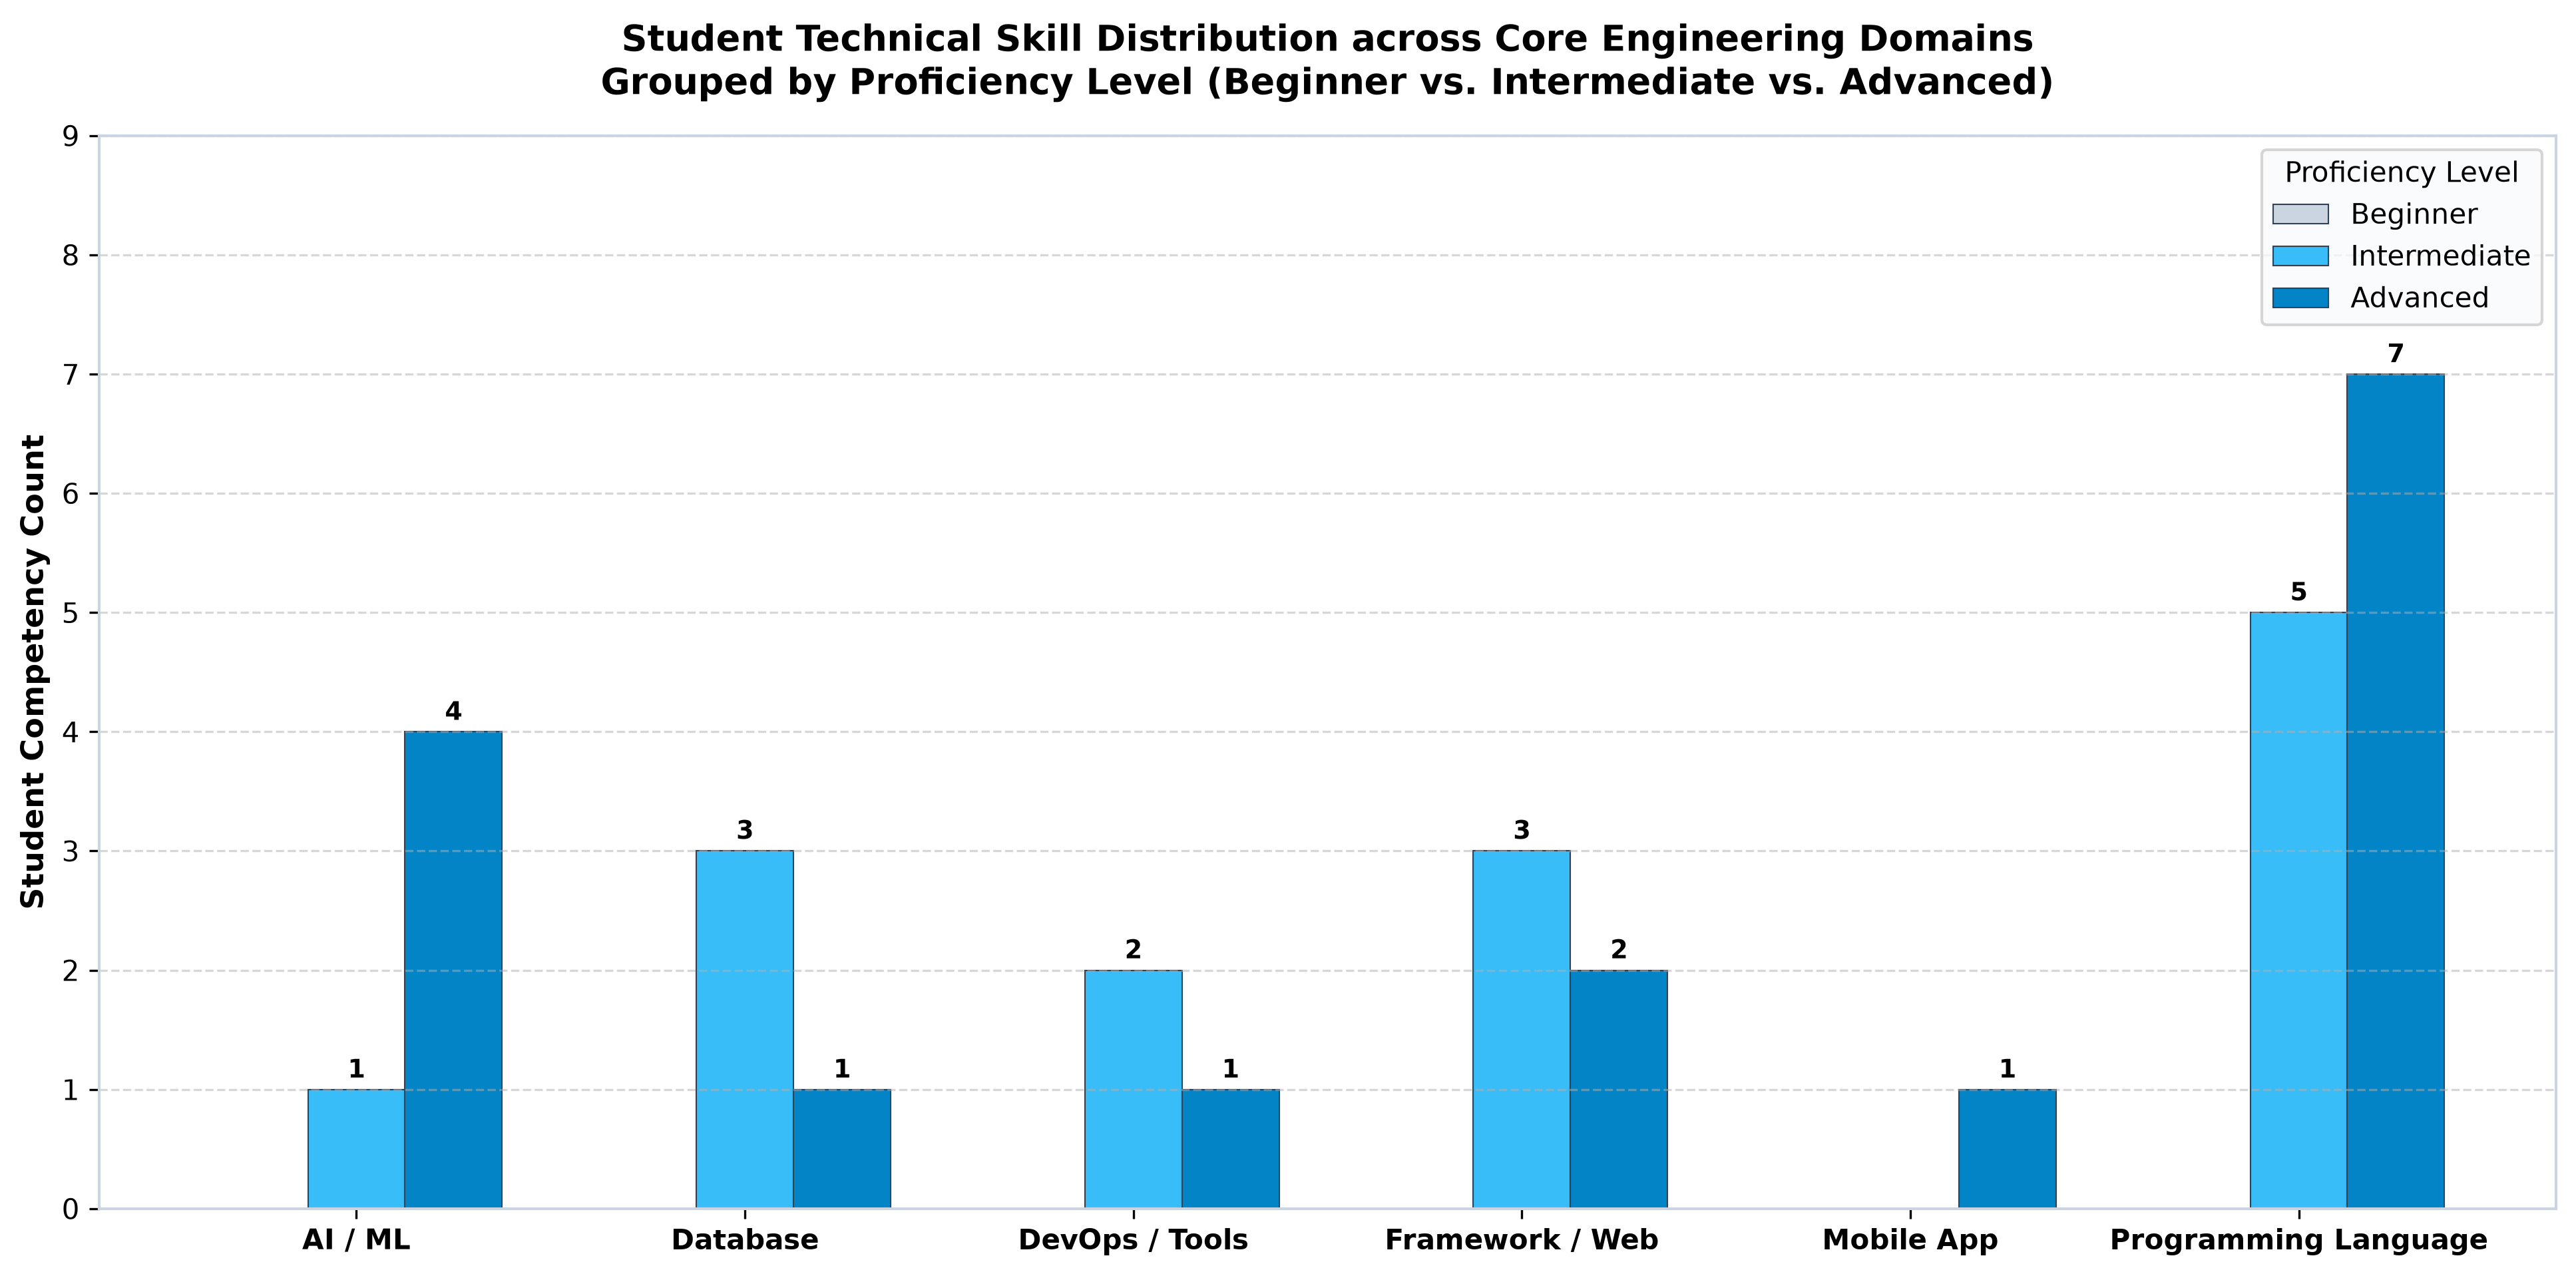 Student Technical Skill Distribution across Core Engineering Domains
Grouped by Proficiency Level (Beginner vs. Intermediate vs. Advanced)
Student Competency Count
9
8
7
6
5
4
3
2
1
0
Proficiency Level
Beginner
Intermediate
Advanced
1
4
3
1
2
1
3
2
1
5
7
AI / ML
Database
DevOps / Tools
Framework / Web
Mobile App
Programming Language